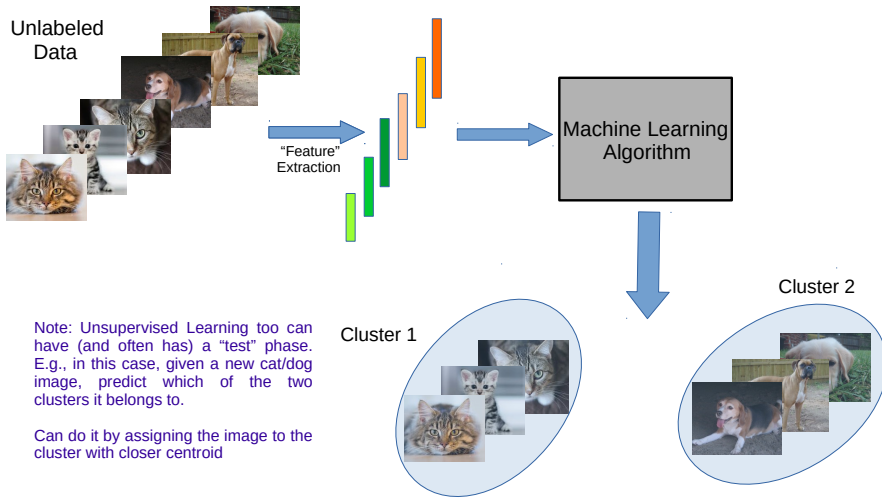 Unlabeled
Data
“Feature”
Extraction
Machine Learning
Algorithm
Cluster 2
Cluster 1
Note: Unsupervised Learning too can
have (and often has) a “test” phase.
E.g., in this case, given a new cat/dog
image, predict which of the two
clusters it belongs to.
Can do it by assigning the image to the
cluster with closer centroid